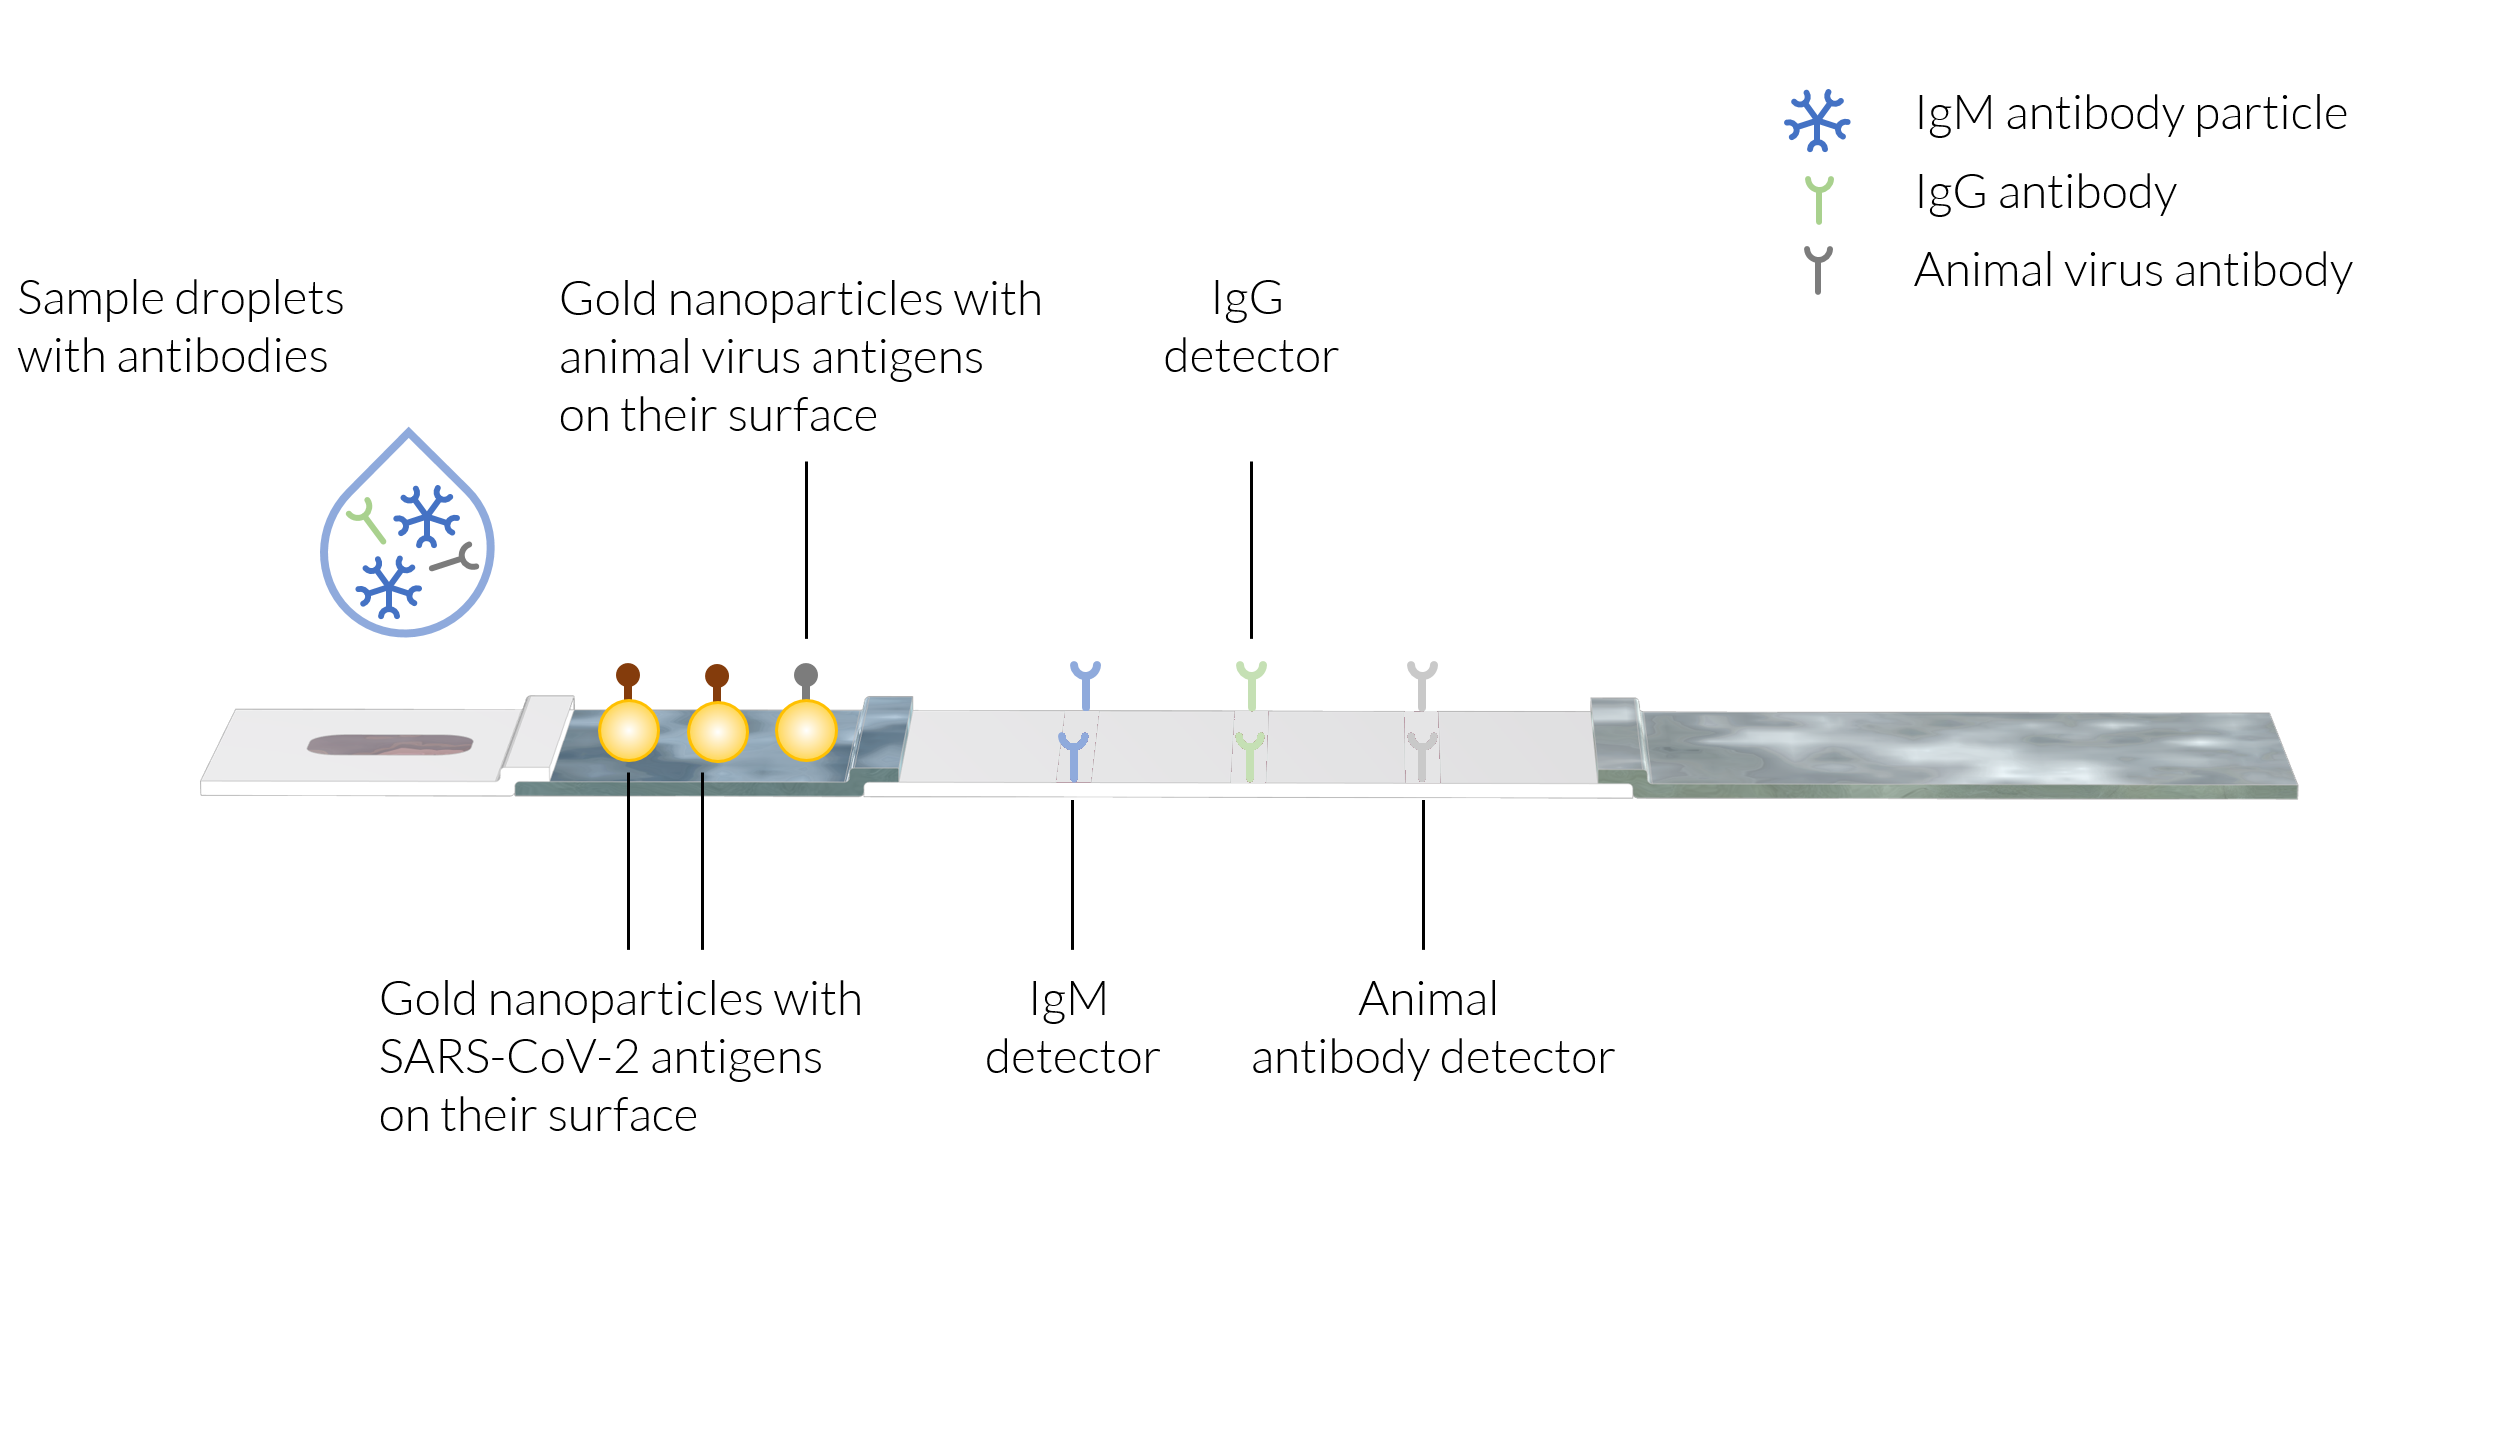 IgM antibody particle
IgG antibody
Animal virus antibody
Sample droplets
with antibodies
Gold nanoparticles with
animal virus antigens
on their surface
IgG
detector
Gold nanoparticles with
SARS-CoV-2 antigens
on their surface
IgM
detector
Animal
antibody detector